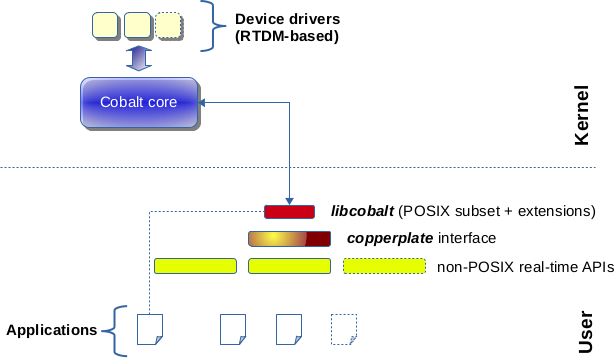 Device drivers
(RTDM-based)
Cobalt core
Kernel
libcobalt (POSIX subset + extensions)
copperplate interface
non-POSIX real-time APIs
Applications
User